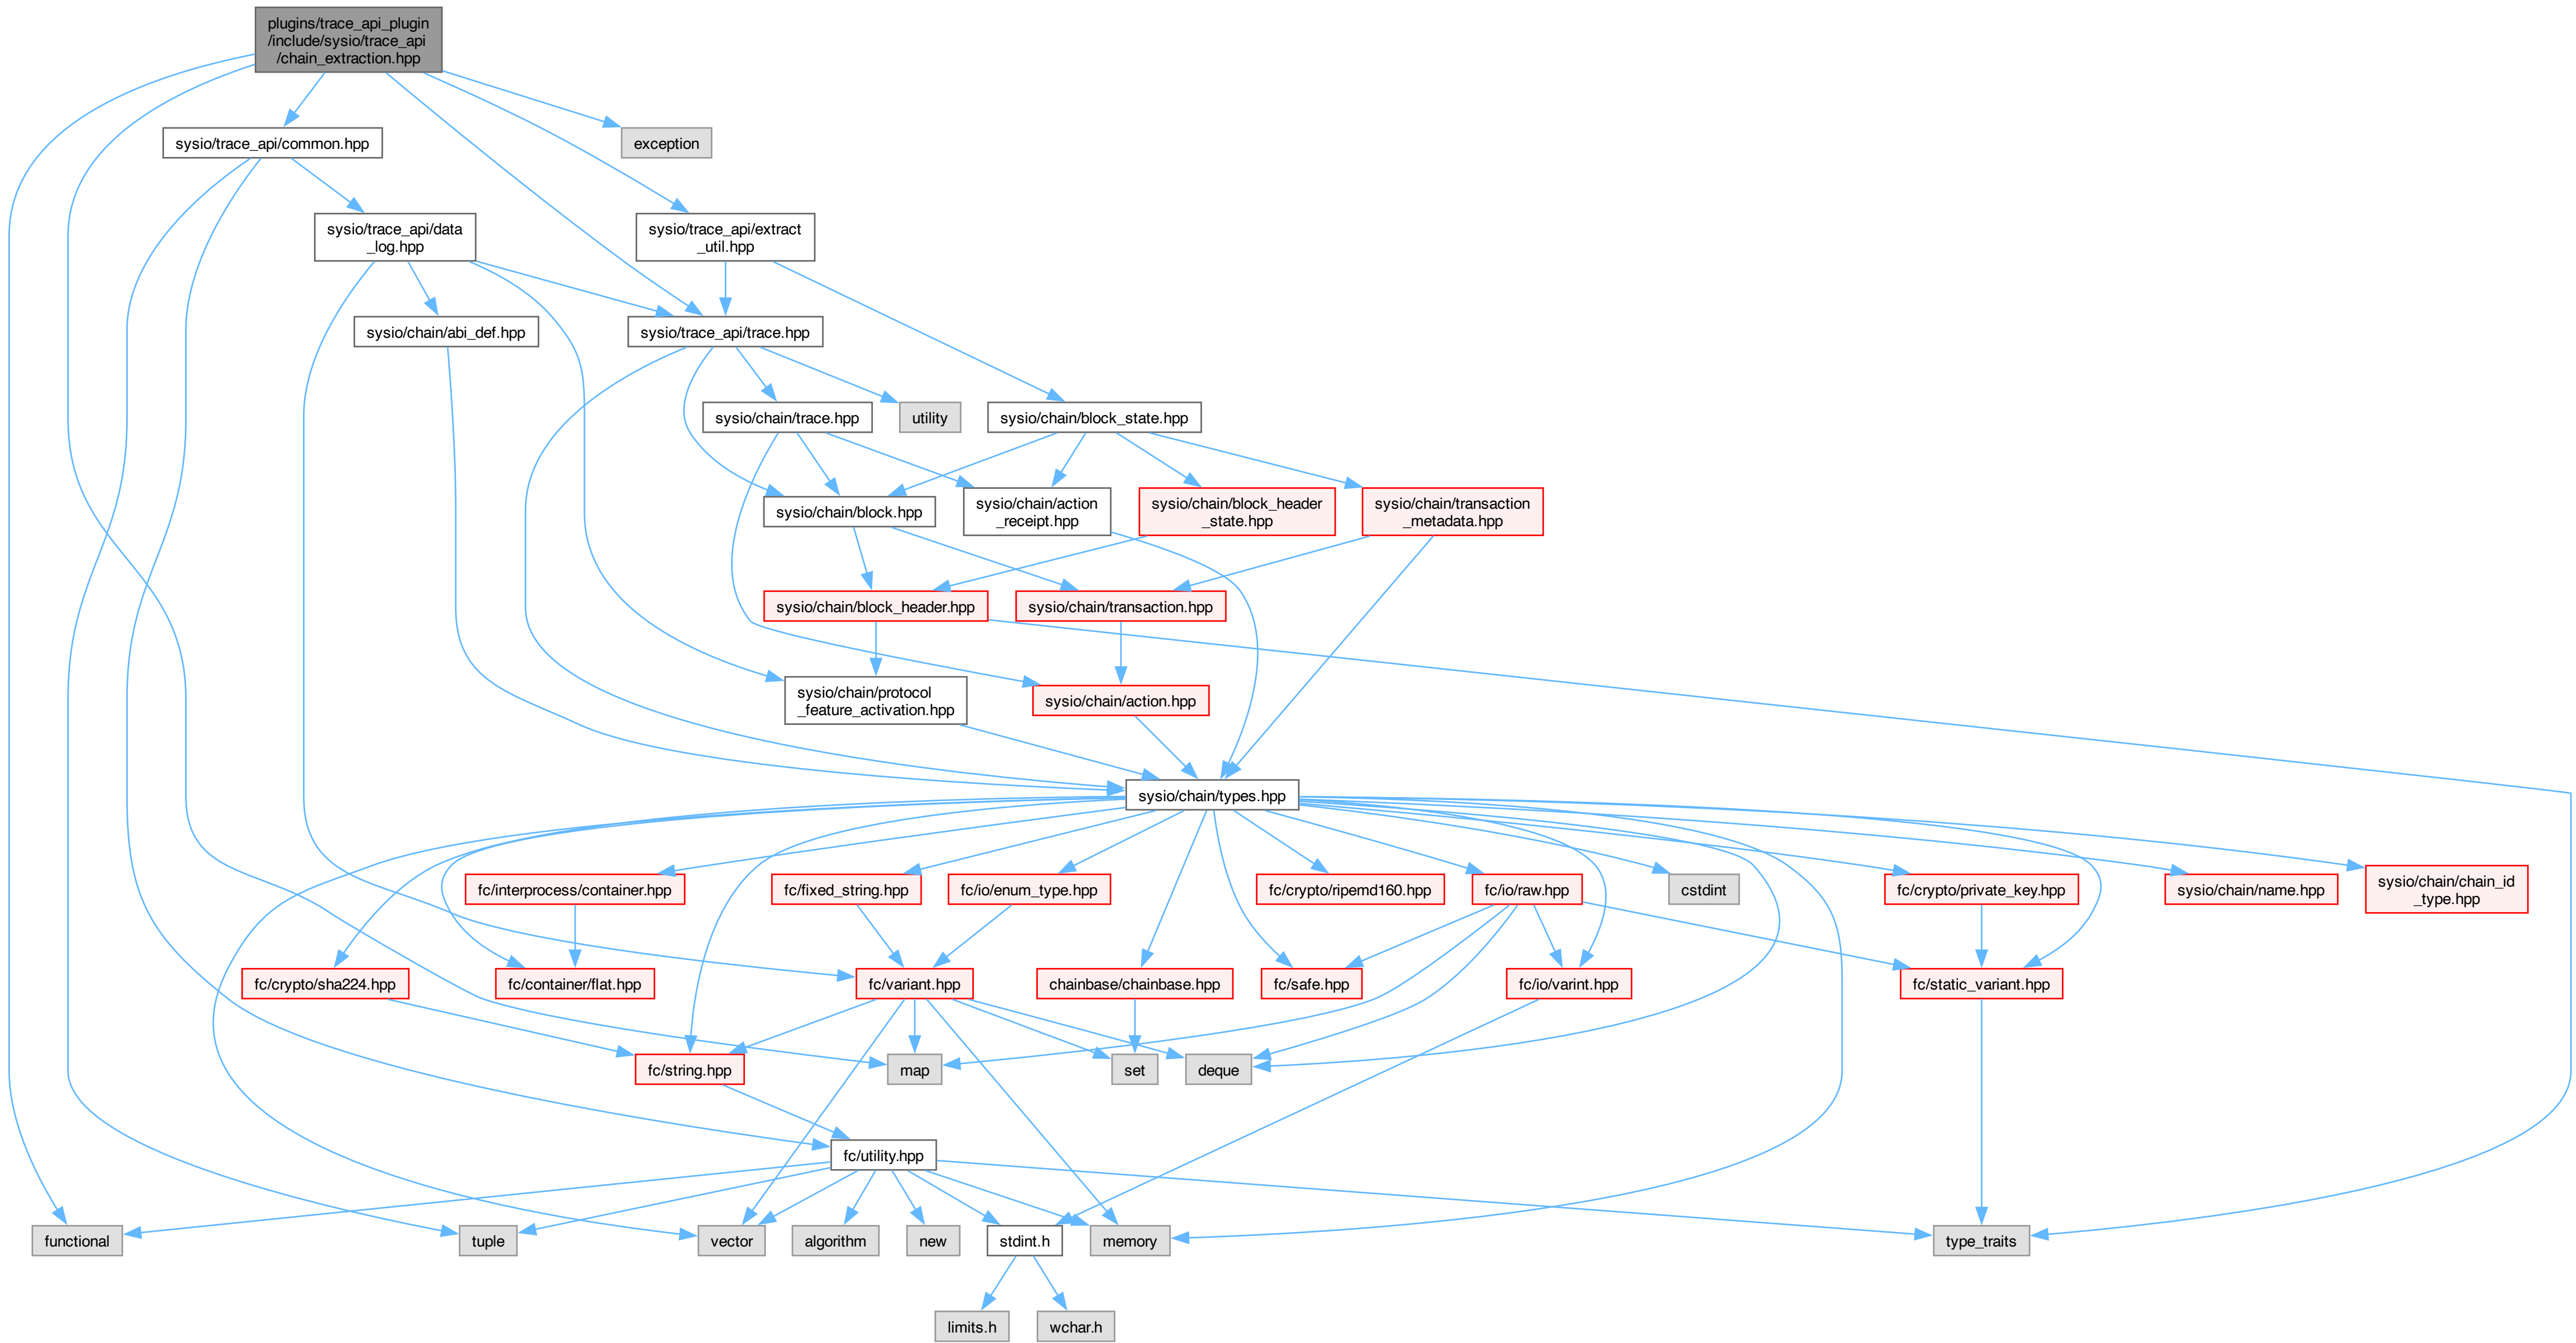 plugins/trace_api_plugin
/include/sysio/trace_api
/chain_extraction.hpp
sysio/trace_api/common.hpp
exception
sysio/trace_api/data
_log.hpp
sysio/trace_api/extract
_util.hpp
sysio/chain/abi_def.hpp
sysio/trace_api/trace.hpp
sysio/chain/trace.hpp
utility
sysio/chain/block_state.hpp
sysio/chain/block.hpp
sysio/chain/action
_receipt.hpp
sysio/chain/block_header
_state.hpp
sysio/chain/transaction
_metadata.hpp
sysio/chain/block_header.hpp
sysio/chain/transaction.hpp
sysio/chain/protocol
_feature_activation.hpp
sysio/chain/action.hpp
sysio/chain/types.hpp
fc/interprocess/container.hpp
fc/fixed_string.hpp
fc/io/enum_type.hpp
fc/crypto/ripemd160.hpp
fc/io/raw.hpp
cstdint
fc/crypto/private_key.hpp
sysio/chain/name.hpp
sysio/chain/chain_id
_type.hpp
fc/crypto/sha224.hpp
fc/container/flat.hpp
fc/variant.hpp
chainbase/chainbase.hpp
fc/safe.hpp
fc/io/varint.hpp
fc/static_variant.hpp
fc/string.hpp
map
set
deque
fc/utility.hpp
functional
tuple
vector
algorithm
new
stdint.h
memory
type_traits
limits.h
wchar.h